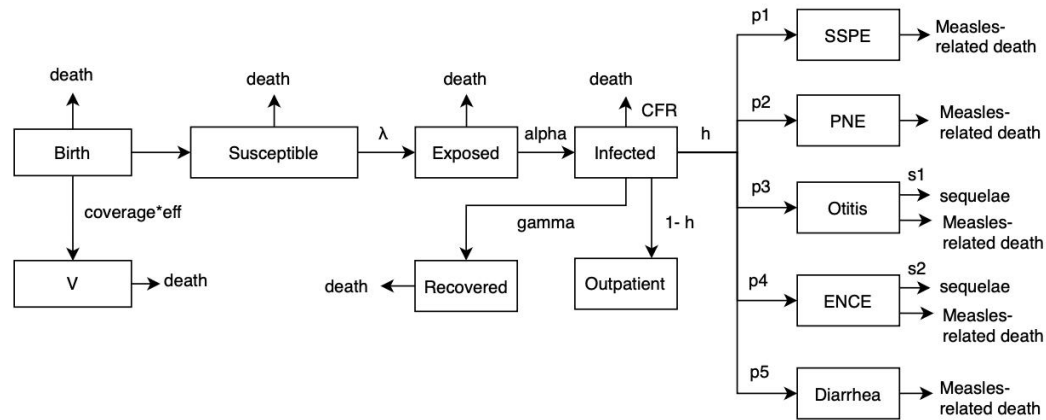 p1
SSPE
Measles-
related death
death
death
death
death
CFR
p2
PNE
Measles-
related death
Birth
Susceptible
λ
Exposed
alpha
Infected
h
coverage*eff
gamma
1- h
p3
Otitis
s1
sequelae
Measles-
related death
V
death
death
Recovered
Outpatient
p4
ENCE
s2
sequelae
Measles-
related death
p5
Diarrhea
Measles-
related death